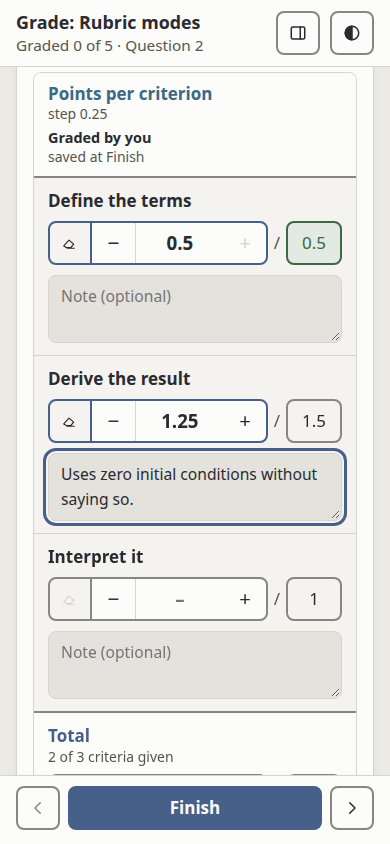 Grade: Rubric modes
Graded 0 of 5 · Question 2
Points per criterion
step 0.25
Graded by you
saved at Finish
Define the terms
− 0.5 + / 0.5
Note (optional)
Derive the result
− 1.25 + / 1.5
Uses zero initial conditions without
saying so.
Interpret it
− – + / 1
Note (optional)
Total
2 of 3 criteria given
Finish